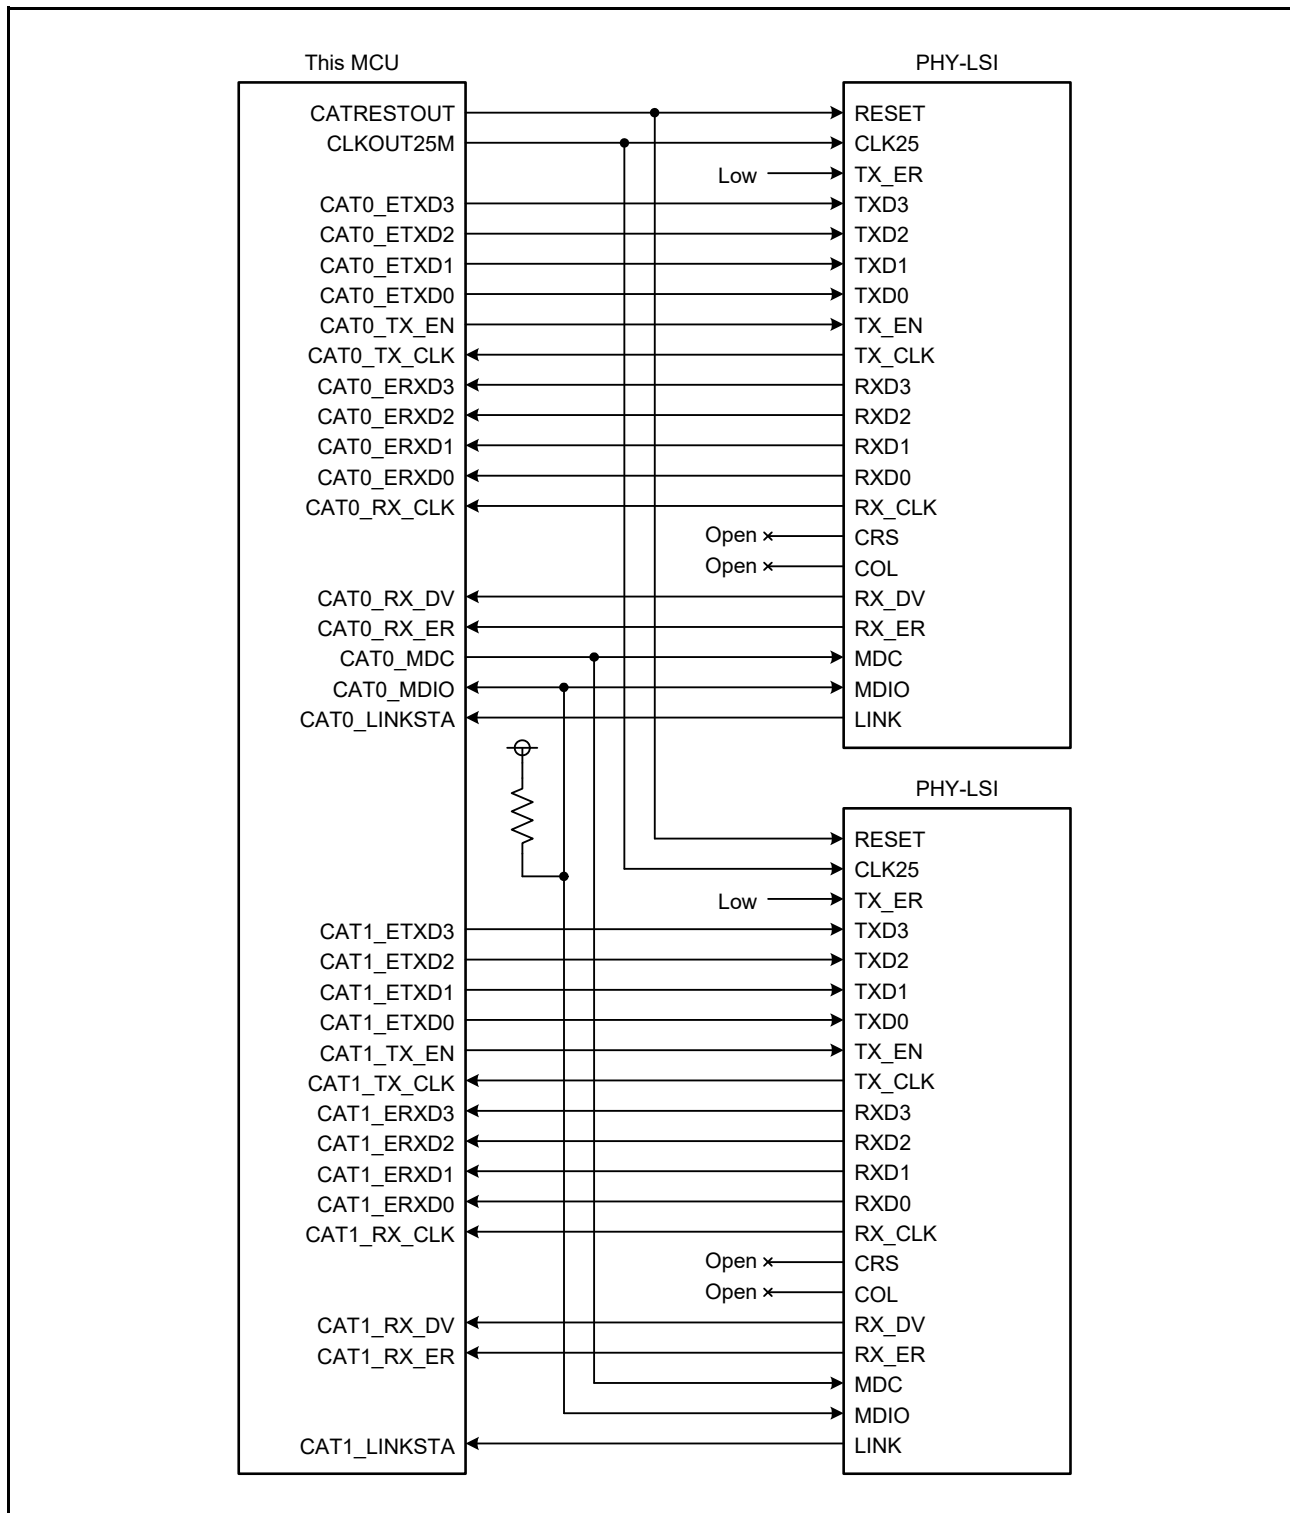 This MCU
PHY-LSI
CATRESTOUT
RESET
CLKOUT25M
CLK25
Low
TX_ER
CAT0_ETXD3
TXD3
CAT0_ETXD2
TXD2
CAT0_ETXD1
TXD1
CAT0_ETXD0
TXD0
CAT0_TX_EN
TX_EN
CAT0_TX_CLK
TX_CLK
CAT0_ERXD3
RXD3
CAT0_ERXD2
RXD2
CAT0_ERXD1
RXD1
CAT0_ERXD0
RXD0
CAT0_RX_CLK
RX_CLK
Open
CRS
Open
COL
CAT0_RX_DV
RX_DV
CAT0_RX_ER
RX_ER
CAT0_MDC
MDC
CAT0_MDIO
MDIO
CAT0_LINKSTA
LINK
PHY-LSI
RESET
CLK25
Low
TX_ER
CAT1_ETXD3
TXD3
CAT1_ETXD2
TXD2
CAT1_ETXD1
TXD1
CAT1_ETXD0
TXD0
CAT1_TX_EN
TX_EN
CAT1_TX_CLK
TX_CLK
CAT1_ERXD3
RXD3
CAT1_ERXD2
RXD2
CAT1_ERXD1
RXD1
CAT1_ERXD0
RXD0
CAT1_RX_CLK
RX_CLK
Open
CRS
Open
COL
CAT1_RX_DV
RX_DV
CAT1_RX_ER
RX_ER
MDC
MDIO
CAT1_LINKSTA
LINK